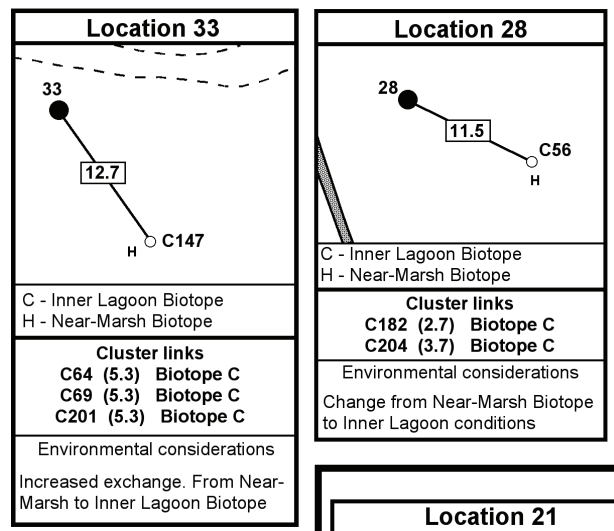 Location 33
33
12.7
H C147
C - Inner Lagoon Biotope
H - Near-Marsh Biotope
Cluster links
C64 (5.3) Biotope C
C69 (5.3) Biotope C
C201 (5.3) Biotope C
Environmental considerations
Increased exchange. From Near-
Marsh to Inner Lagoon Biotope
Location 28
28
11.5
C56
H
C - Inner Lagoon Biotope
H - Near-Marsh Biotope
Cluster links
C182 (2.7) Biotope C
C204 (3.7) Biotope C
Environmental considerations
Change from Near-Marsh Biotope
to Inner Lagoon conditions
Location 21